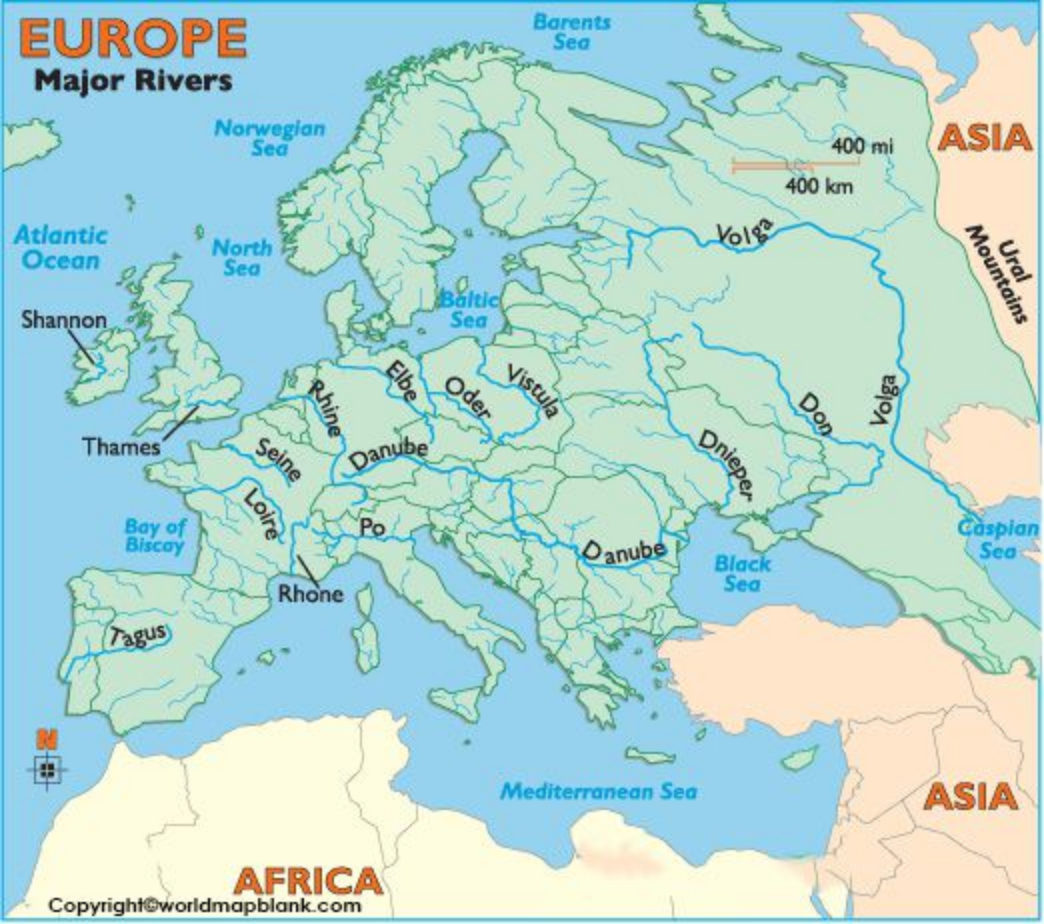 EUROPE
Major Rivers
Barents
Sea
Norwegian
Sea
ASIA
400 mi
400 km
Atlantic
Ocean
North
Sea
Volga
Ural
Mountains
Baltic
Sea
Shannon
Thames
Rhine
Elbe
Oder
Vistula
Don
Volga
Seine
Danube
Dnieper
Loire
Po
Bay of
Biscay
Danube
Black
Sea
Caspian
Sea
Rhone
Tagus
N
Mediterranean Sea
ASIA
AFRICA
Copyright©worldmapblank.com